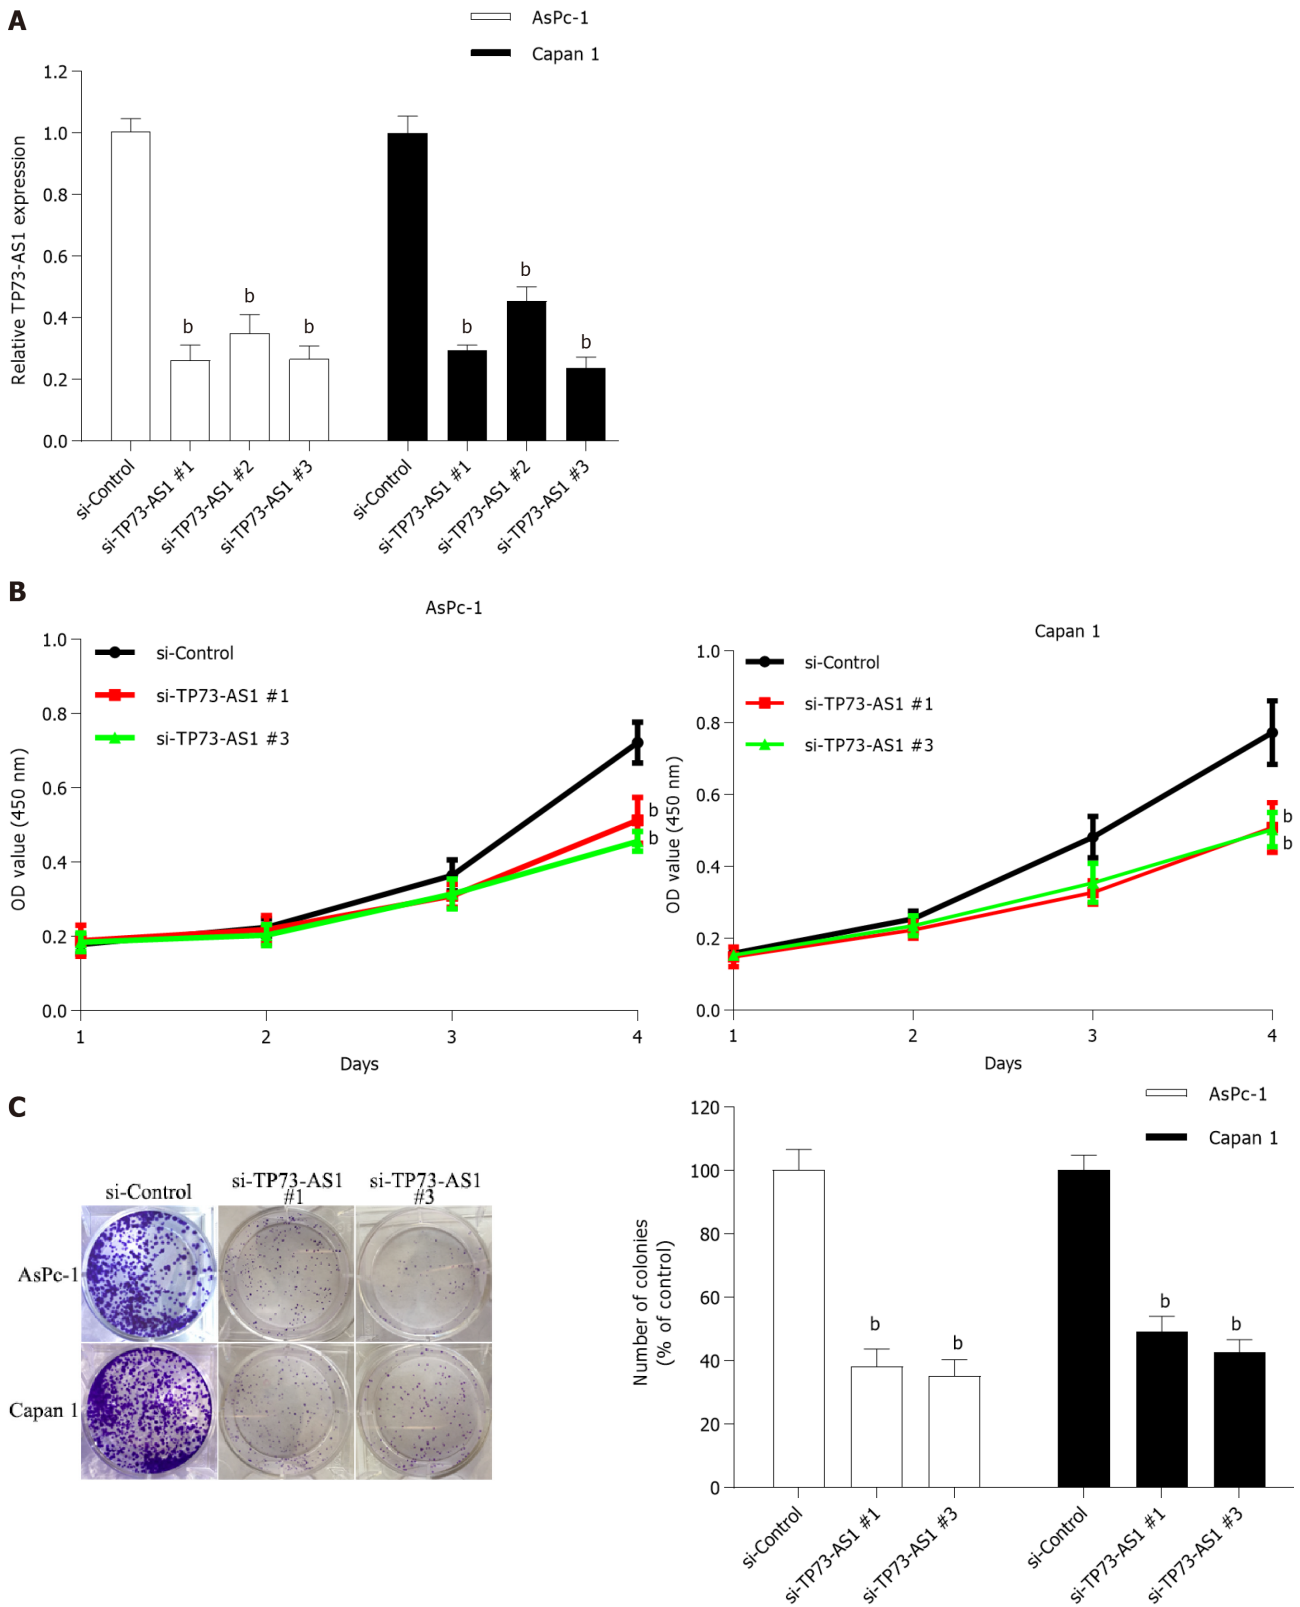 A
AsPc-1
Capan 1
Relative TP73-AS1 expression
1.2
1.0
0.8
0.6
0.4
0.2
0.0
b
b
b
b
b
b
si-Control
si-TP73-AS1 #1
si-TP73-AS1 #2
si-TP73-AS1 #3
si-Control
si-TP73-AS1 #1
si-TP73-AS1 #2
si-TP73-AS1 #3
B
AsPc-1
si-Control
si-TP73-AS1 #1
si-TP73-AS1 #3
OD value (450 nm)
1.0
0.8
0.6
0.4
0.2
0.0
b
b
1 2 3 4
Days
Capan 1
si-Control
si-TP73-AS1 #1
si-TP73-AS1 #3
OD value (450 nm)
1.0
0.8
0.6
0.4
0.2
0.0
b
b
1 2 3 4
Days
C
si-Control
si-TP73-AS1
#1
si-TP73-AS1
#3
AsPc-1
Capan 1
AsPc-1
Capan 1
Number of colonies
(% of control)
120
100
80
60
40
20
0
b
b
b
b
si-Control
si-TP73-AS1 #1
si-TP73-AS1 #3
si-Control
si-TP73-AS1 #1
si-TP73-AS1 #3